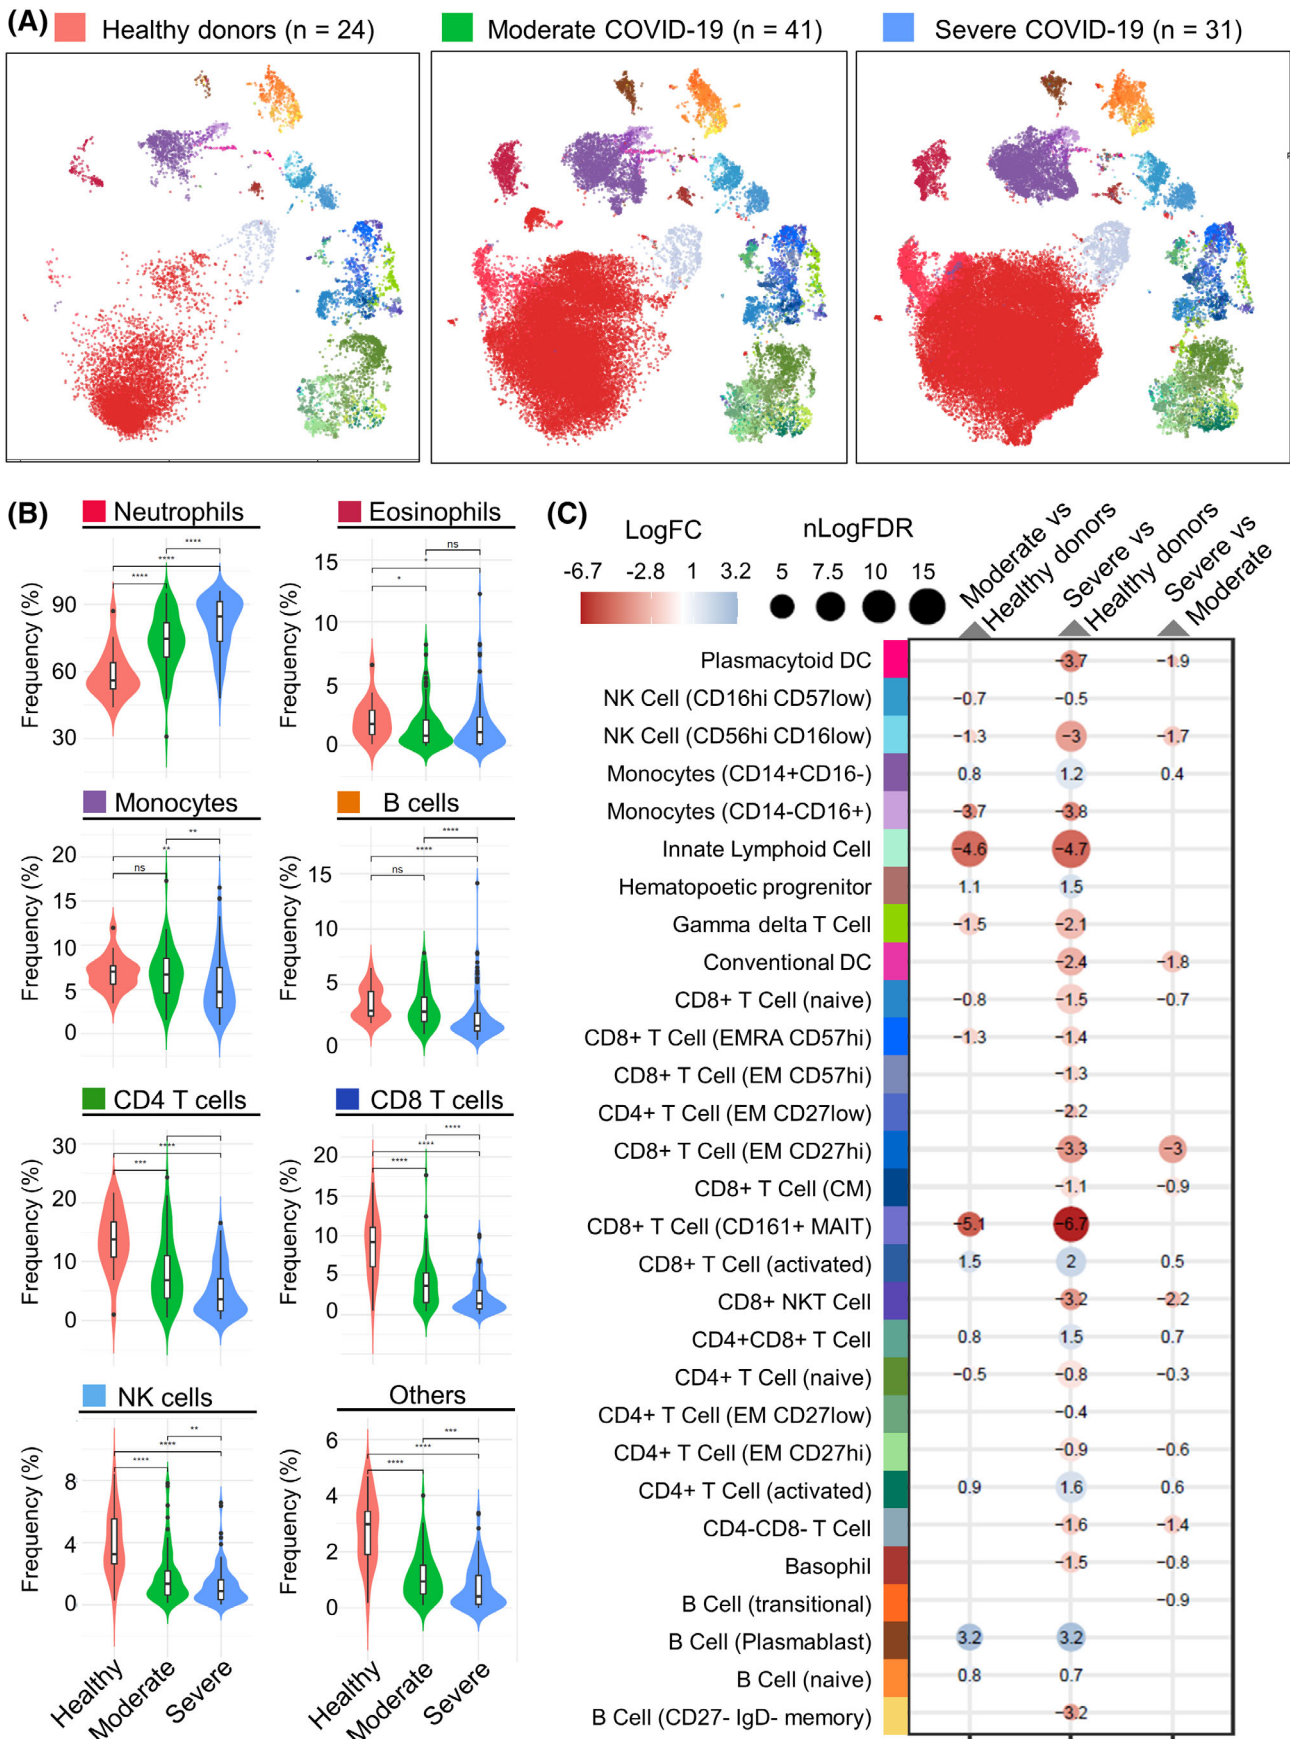 (A) Healthy donors (n = 24) Moderate COVID-19 (n = 41) Severe COVID-19 (n = 31)
(B) Neutrophils
Frequency (%)
90
60
30
****
****
****
Eosinophils
Frequency (%)
15
10
5
0
ns
*
*
Monocytes
Frequency (%)
20
15
10
5
0
**
**
ns
B cells
Frequency (%)
15
10
5
0
****
****
ns
CD4 T cells
Frequency (%)
30
20
10
0
****
***
CD8 T cells
Frequency (%)
20
15
10
5
0
****
****
****
NK cells
Frequency (%)
8
4
0
**
****
****
Others
Frequency (%)
6
4
2
0
***
****
****
Healthy
Moderate
Severe
Healthy
Moderate
Severe
(C)
LogFC
-6.7 -2.8 1 3.2
nLogFDR
5 7.5 10 15
Moderate vs
Healthy donors
Severe vs
Healthy donors
Severe vs
Moderate
Plasmacytoid DC −3.7 −1.9
NK Cell (CD16hi CD57low) −0.7 −0.5
NK Cell (CD56hi CD16low) −1.3 −3 −1.7
Monocytes (CD14+CD16-) 0.8 1.2 0.4
Monocytes (CD14-CD16+) −3.7 −3.8
Innate Lymphoid Cell −4.6 −4.7
Hematopoetic progrenitor 1.1 1.5
Gamma delta T Cell −1.5 −2.1
Conventional DC −2.4 −1.8
CD8+ T Cell (naive) −0.8 −1.5 −0.7
CD8+ T Cell (EMRA CD57hi) −1.3 −1.4
CD8+ T Cell (EM CD57hi) −1.3
CD4+ T Cell (EM CD27low) −2.2
CD8+ T Cell (EM CD27hi) −3.3 −3
CD8+ T Cell (CM) −1.1 −0.9
CD8+ T Cell (CD161+ MAIT) −5.1 −6.7
CD8+ T Cell (activated) 1.5 2 0.5
CD8+ NKT Cell −3.2 −2.2
CD4+CD8+ T Cell 0.8 1.5 0.7
CD4+ T Cell (naive) −0.5 −0.8 −0.3
CD4+ T Cell (EM CD27low) −0.4
CD4+ T Cell (EM CD27hi) −0.9 −0.6
CD4+ T Cell (activated) 0.9 1.6 0.6
CD4-CD8- T Cell −1.6 −1.4
Basophil −1.5 −0.8
B Cell (transitional) −0.9
B Cell (Plasmablast) 3.2 3.2
B Cell (naive) 0.8 0.7
B Cell (CD27- IgD- memory) −3.2